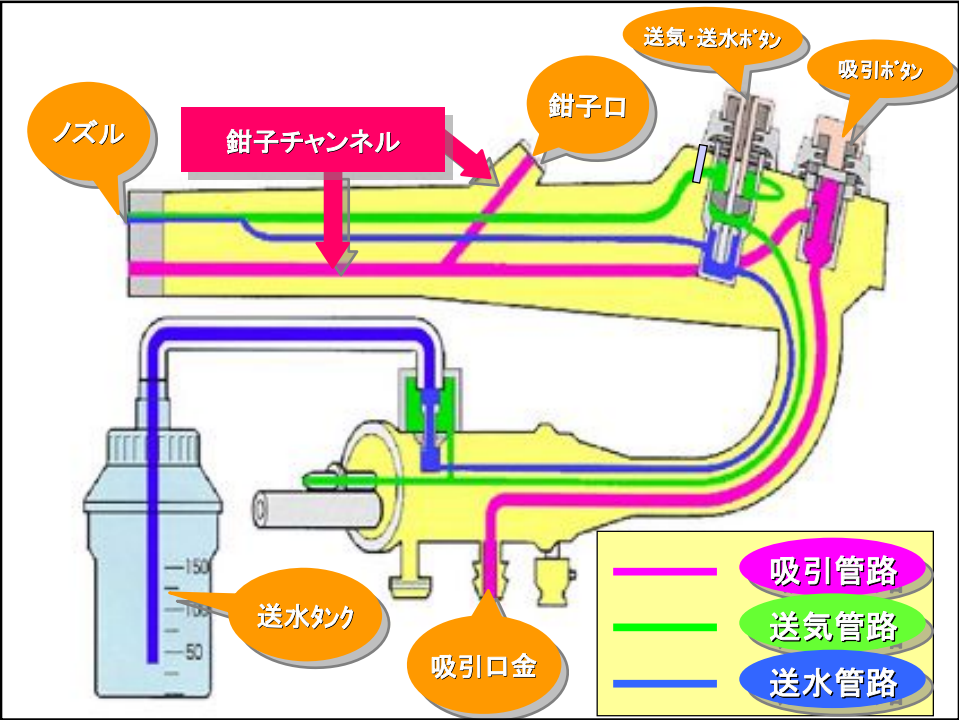 送気・送水ﾎﾞﾀﾝ
吸引ﾎﾞﾀﾝ
ノズル
鉗子チャンネル
鉗子口
150
100
50
送水ﾀﾝｸ
吸引口金
吸引管路
送気管路
送水管路